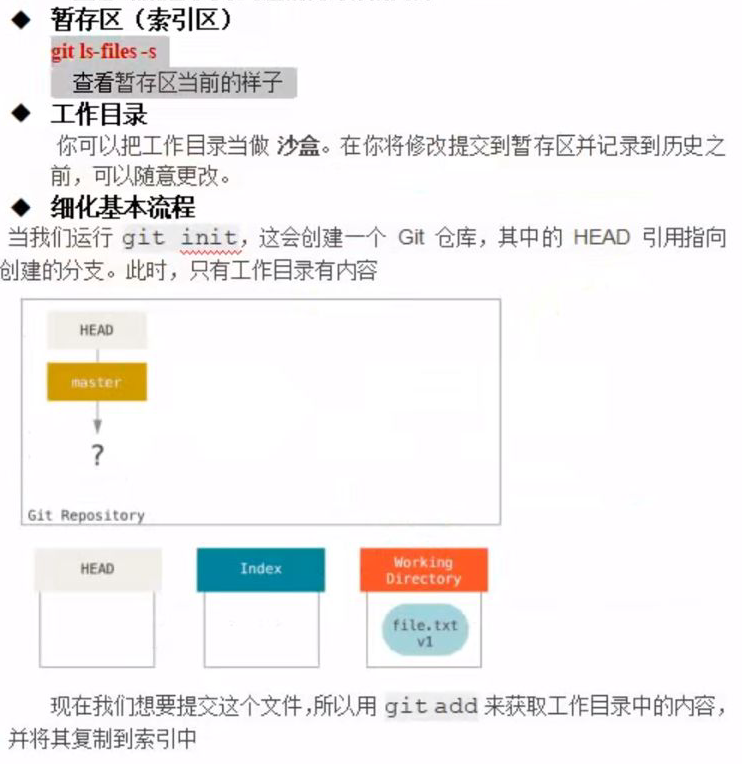 ◆ 暂存区（索引区）
git ls-files -s
查看暂存区当前的样子
◆ 工作目录
你可以把工作目录当做 沙盒。在你将修改提交到暂存区并记录到历史之
前，可以随意更改。
◆ 细化基本流程
当我们运行 git init，这会创建一个 Git 仓库，其中的 HEAD 引用指向
创建的分支。此时，只有工作目录有内容
HEAD
master
?
Git Repository
HEAD
Index
Working
Directory
file.txt
v1
现在我们想要提交这个文件,所以用 git add 来获取工作目录中的内容，
并将其复制到索引中